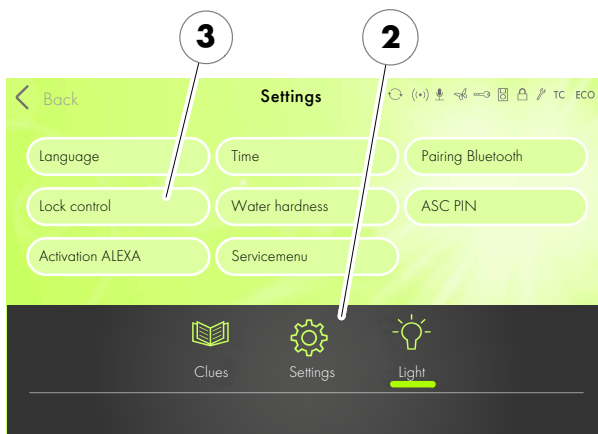 3 2
Back Settings TC ECO
Language Time Pairing Bluetooth
Lock control Water hardness ASC PIN
Activation ALEXA Servicemenu
Clues Settings Light